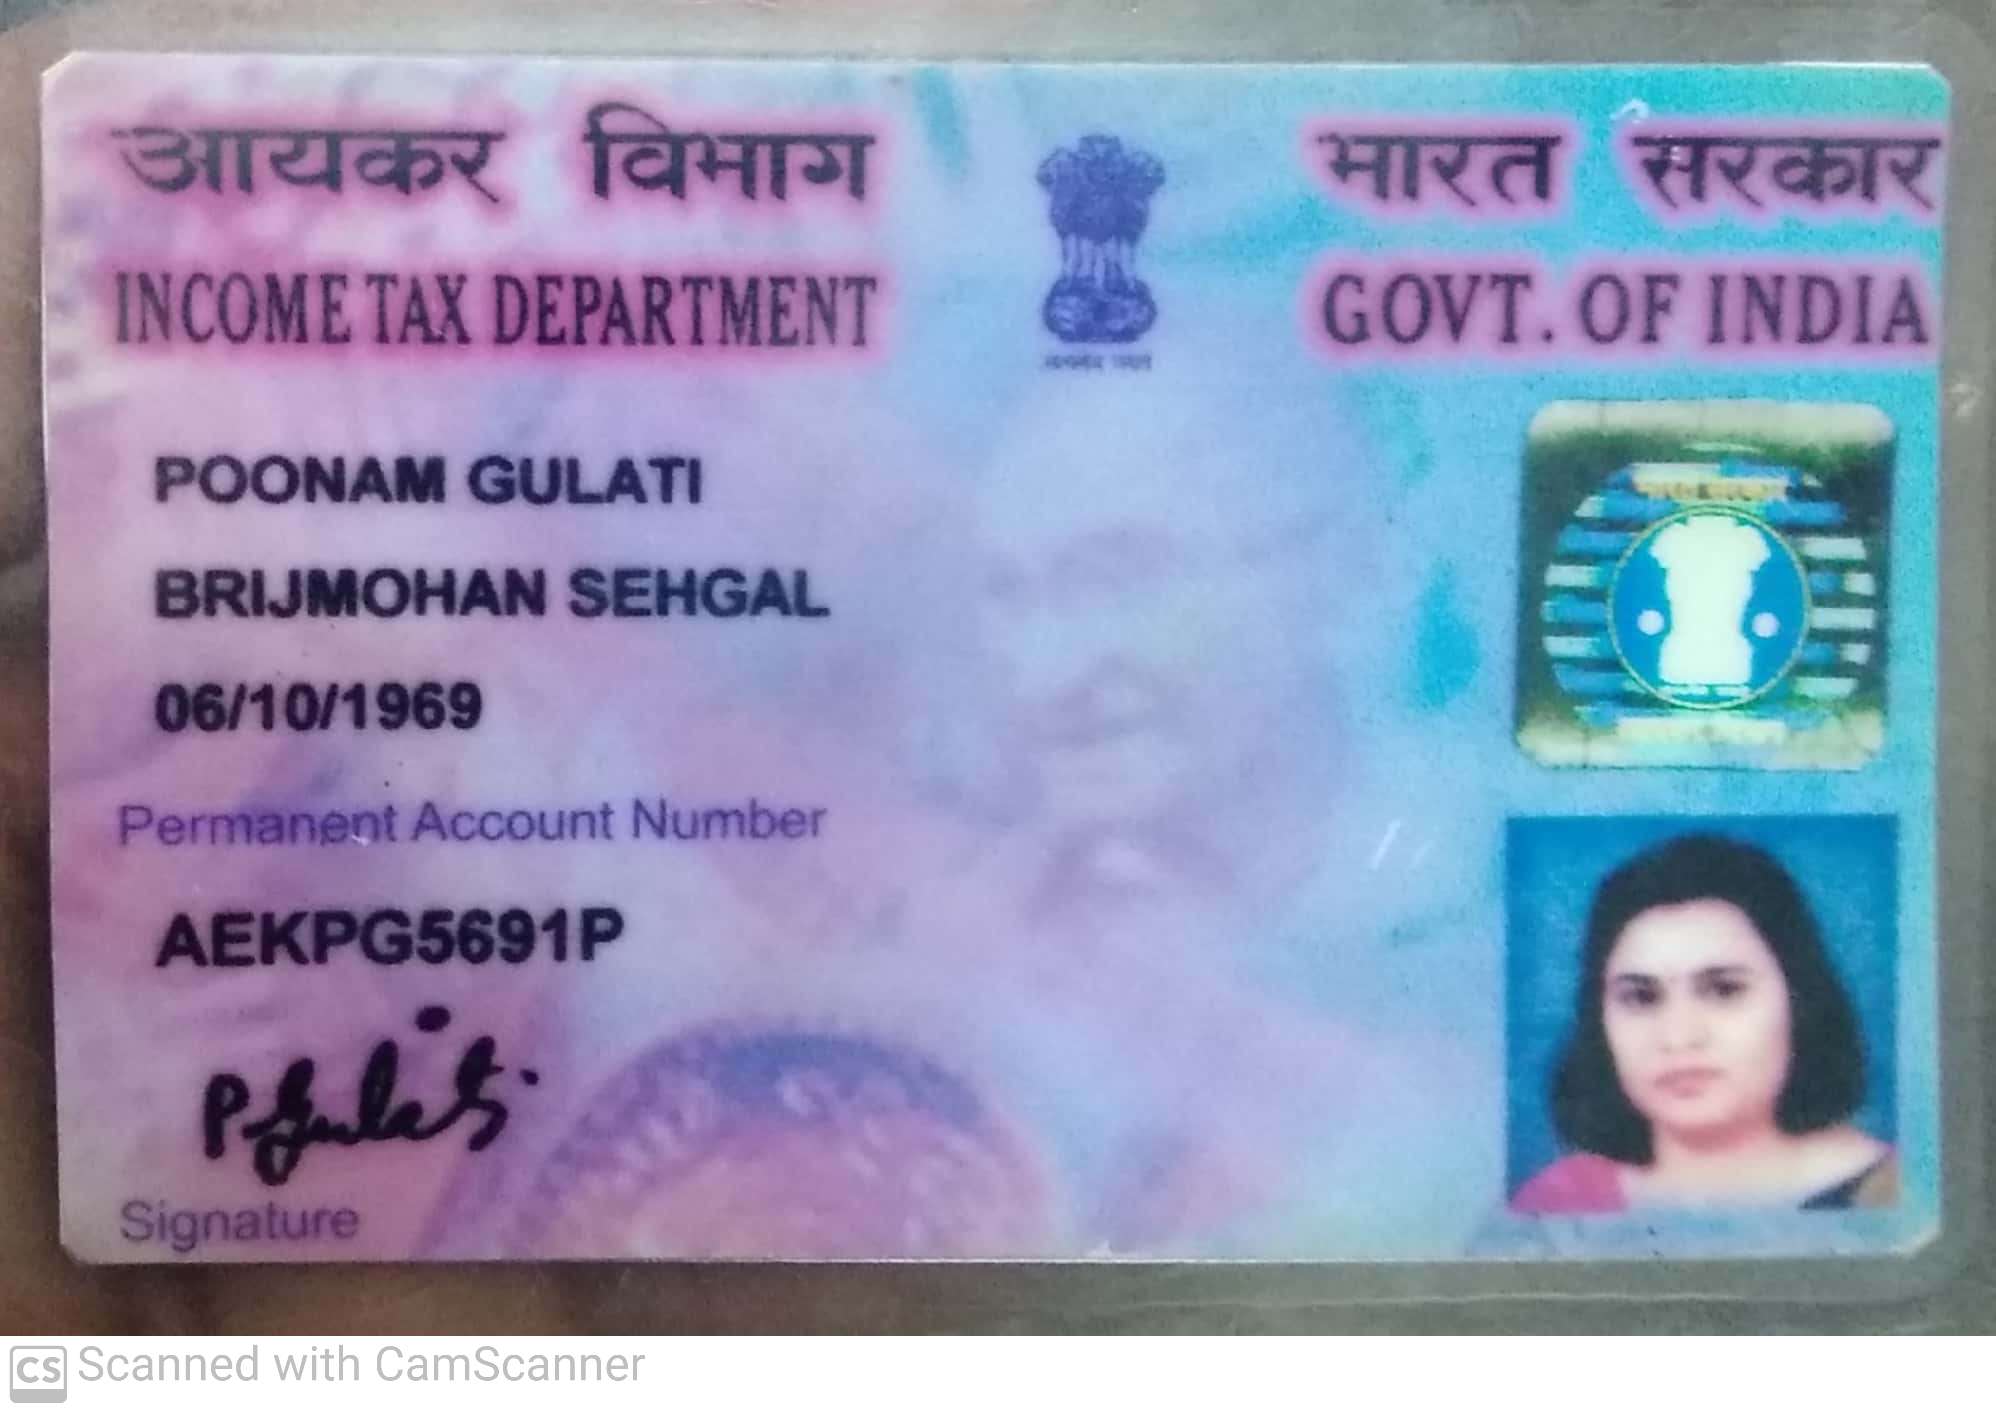 आयकर विभाग
INCOME TAX DEPARTMENT
भारत सरकार
GOVT. OF INDIA
POONAM GULATI
BRIJMOHAN SEHGAL
06/10/1969
Permanent Account Number
AEKPG5691P
P Gulati
Signature
CS Scanned with CamScanner